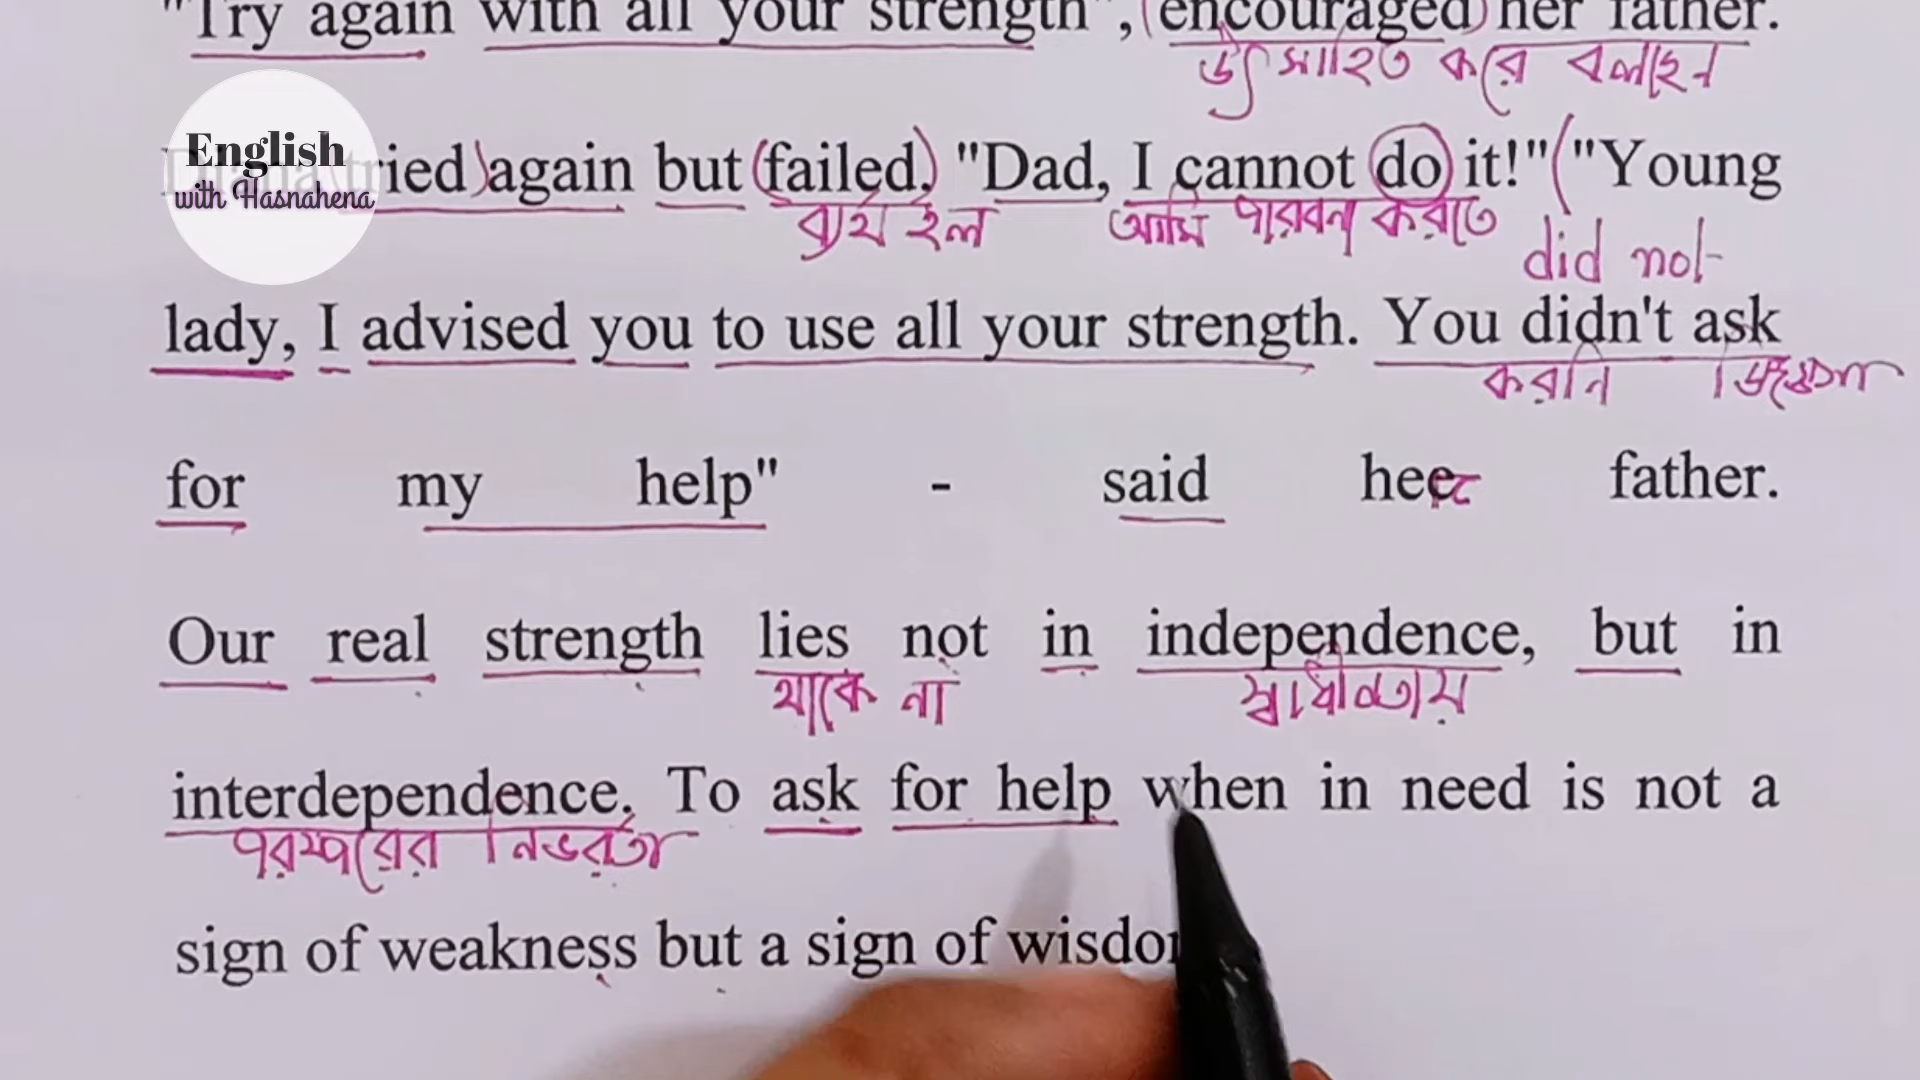 "Try again with all your strength", (encouraged) her father.
উৎসাহিত করে বলছেন
English
with Hasnahena
tried) again but (failed.) "Dad, I cannot do it!" ("Young
ব্যর্থ হল আমি পারবনা করতে
did not
lady, I advised you to use all your strength. You didn't ask
করনি
for my help" - said her father.
Our real strength lies not in independence, but in
থাকে না স্বাধীনতায়
interdependence. To ask for help when in need is not a
পরস্পরের নির্ভরতা
sign of weakness but a sign of